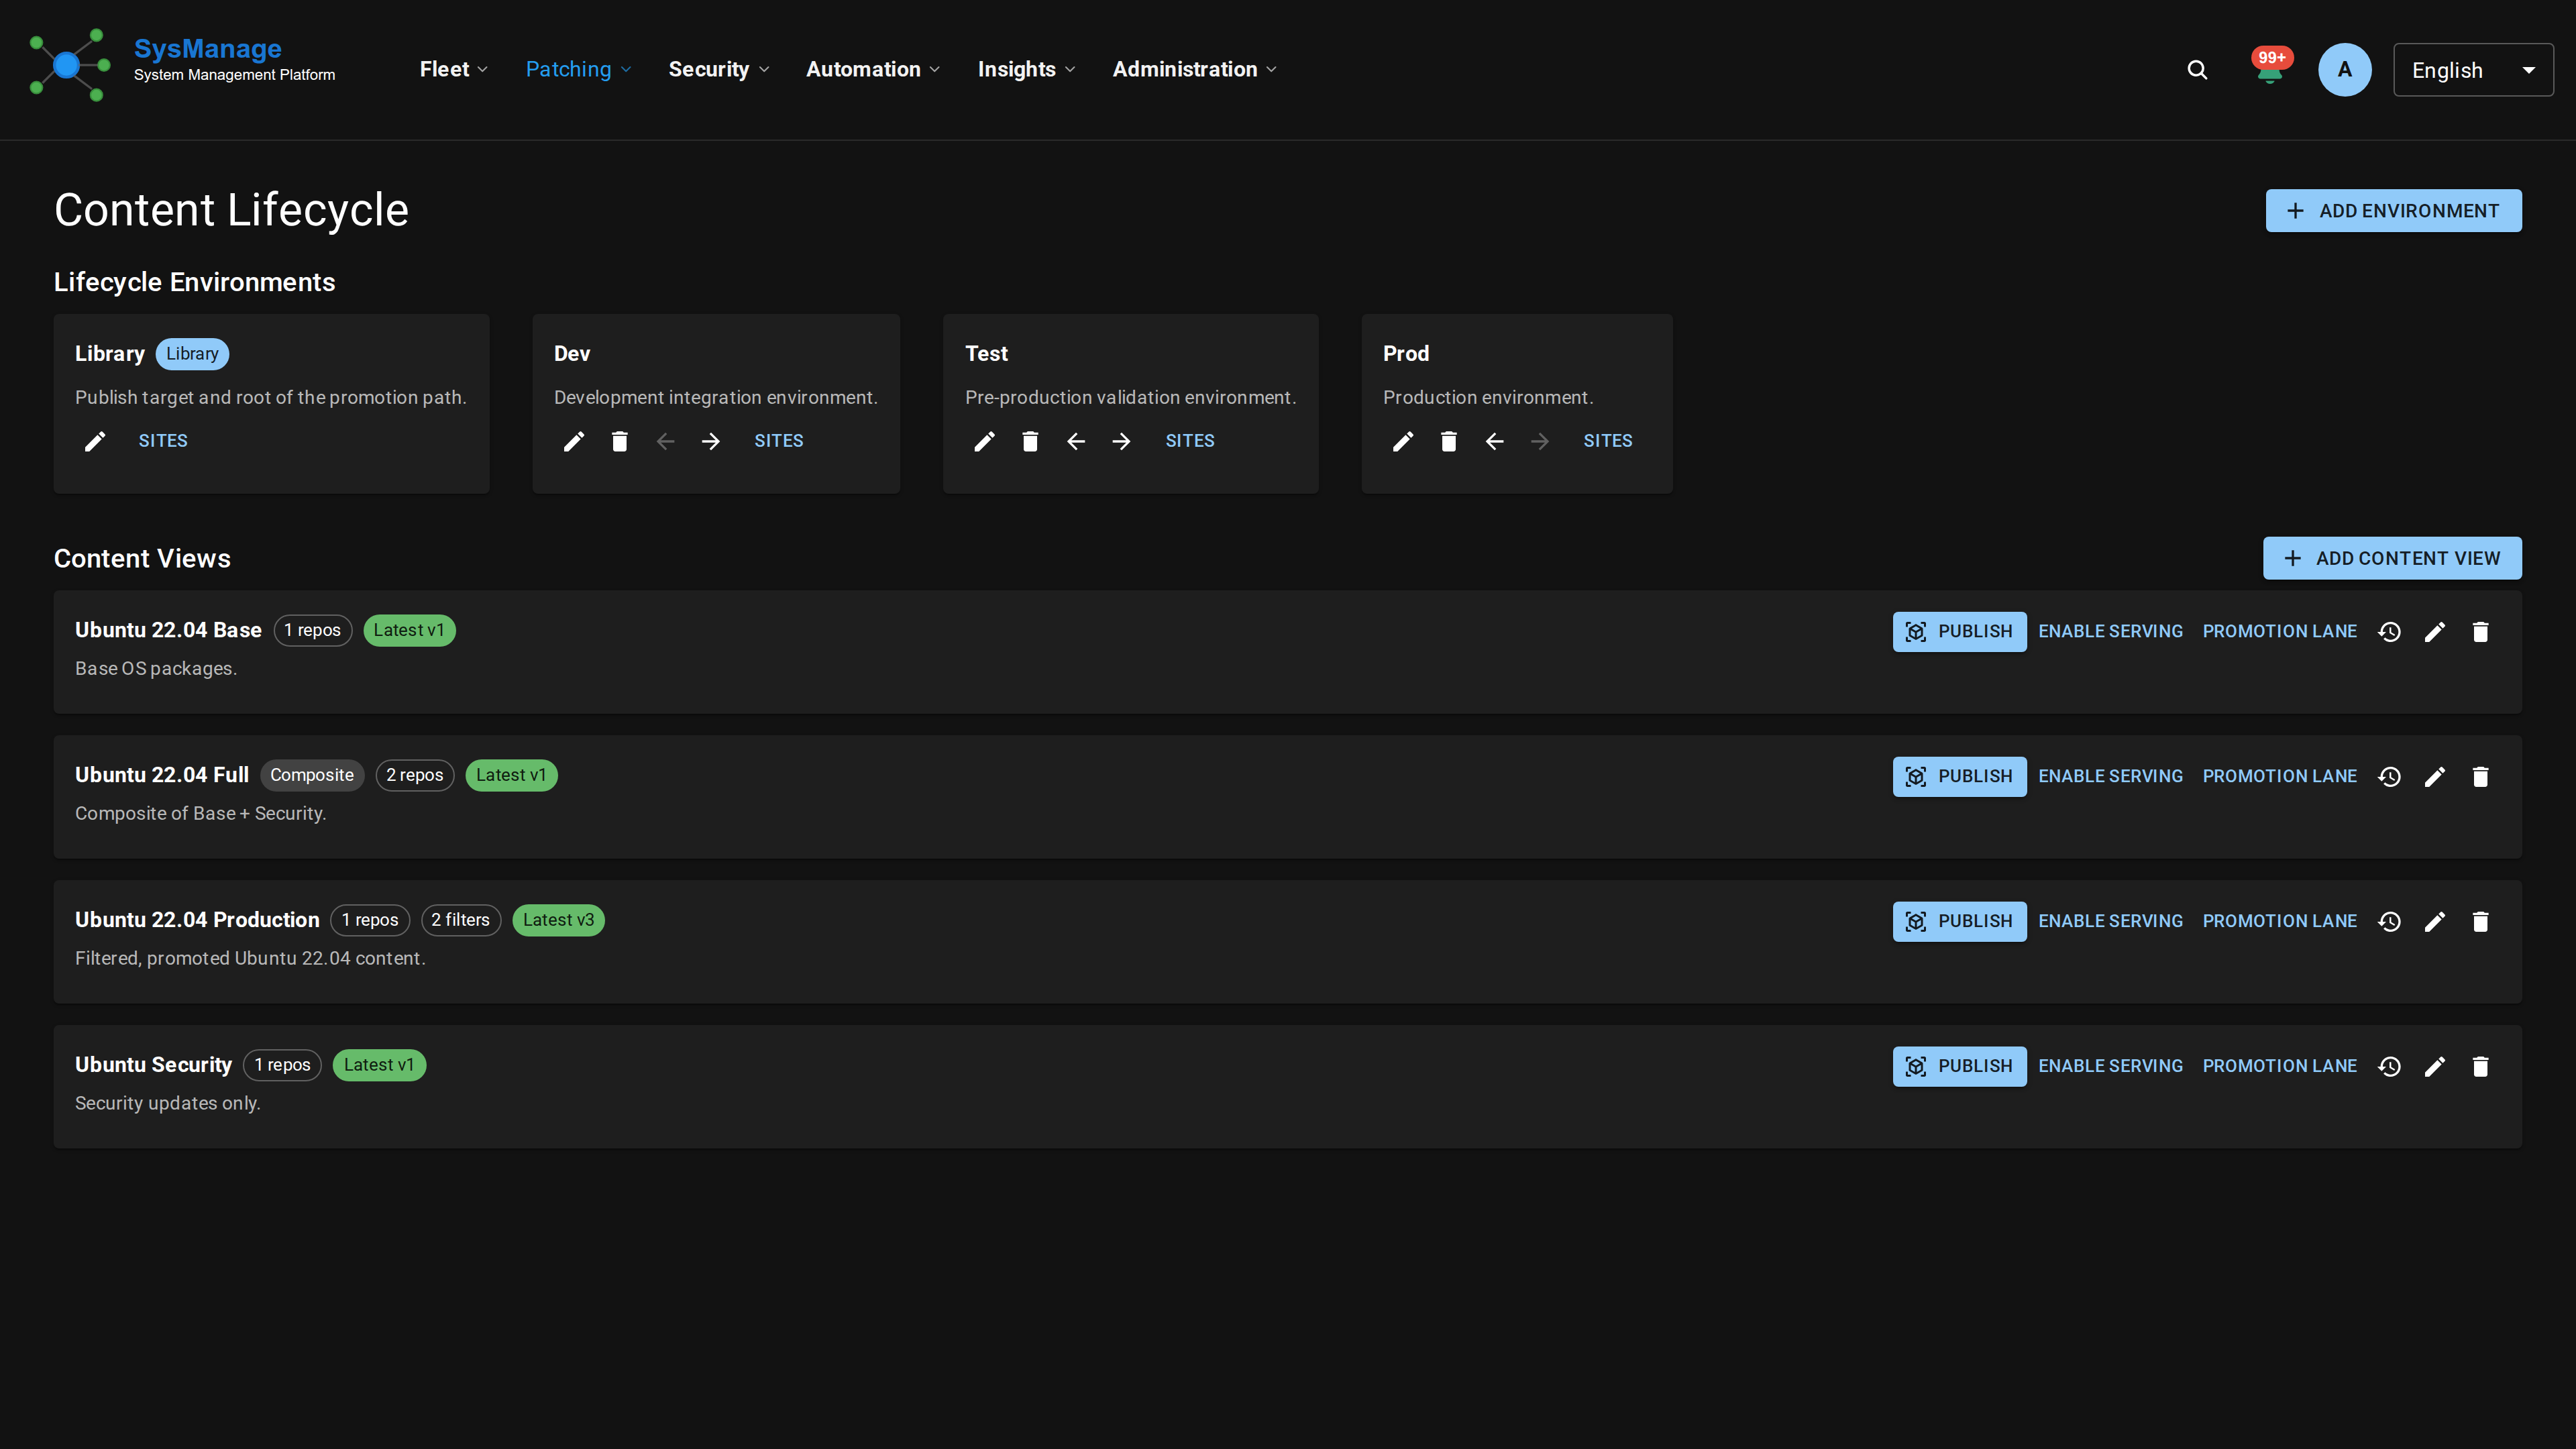 SysManage
System Management Platform
Fleet Patching Security Automation Insights Administration
99+
A
English
Content Lifecycle
ADD ENVIRONMENT
Lifecycle Environments
Library Library
Publish target and root of the promotion path.
SITES
Dev
Development integration environment.
SITES
Test
Pre-production validation environment.
SITES
Prod
Production environment.
SITES
Content Views
ADD CONTENT VIEW
Ubuntu 22.04 Base 1 repos Latest v1
PUBLISH ENABLE SERVING PROMOTION LANE
Base OS packages.
Ubuntu 22.04 Full Composite 2 repos Latest v1
PUBLISH ENABLE SERVING PROMOTION LANE
Composite of Base + Security.
Ubuntu 22.04 Production 1 repos 2 filters Latest v3
PUBLISH ENABLE SERVING PROMOTION LANE
Filtered, promoted Ubuntu 22.04 content.
Ubuntu Security 1 repos Latest v1
PUBLISH ENABLE SERVING PROMOTION LANE
Security updates only.